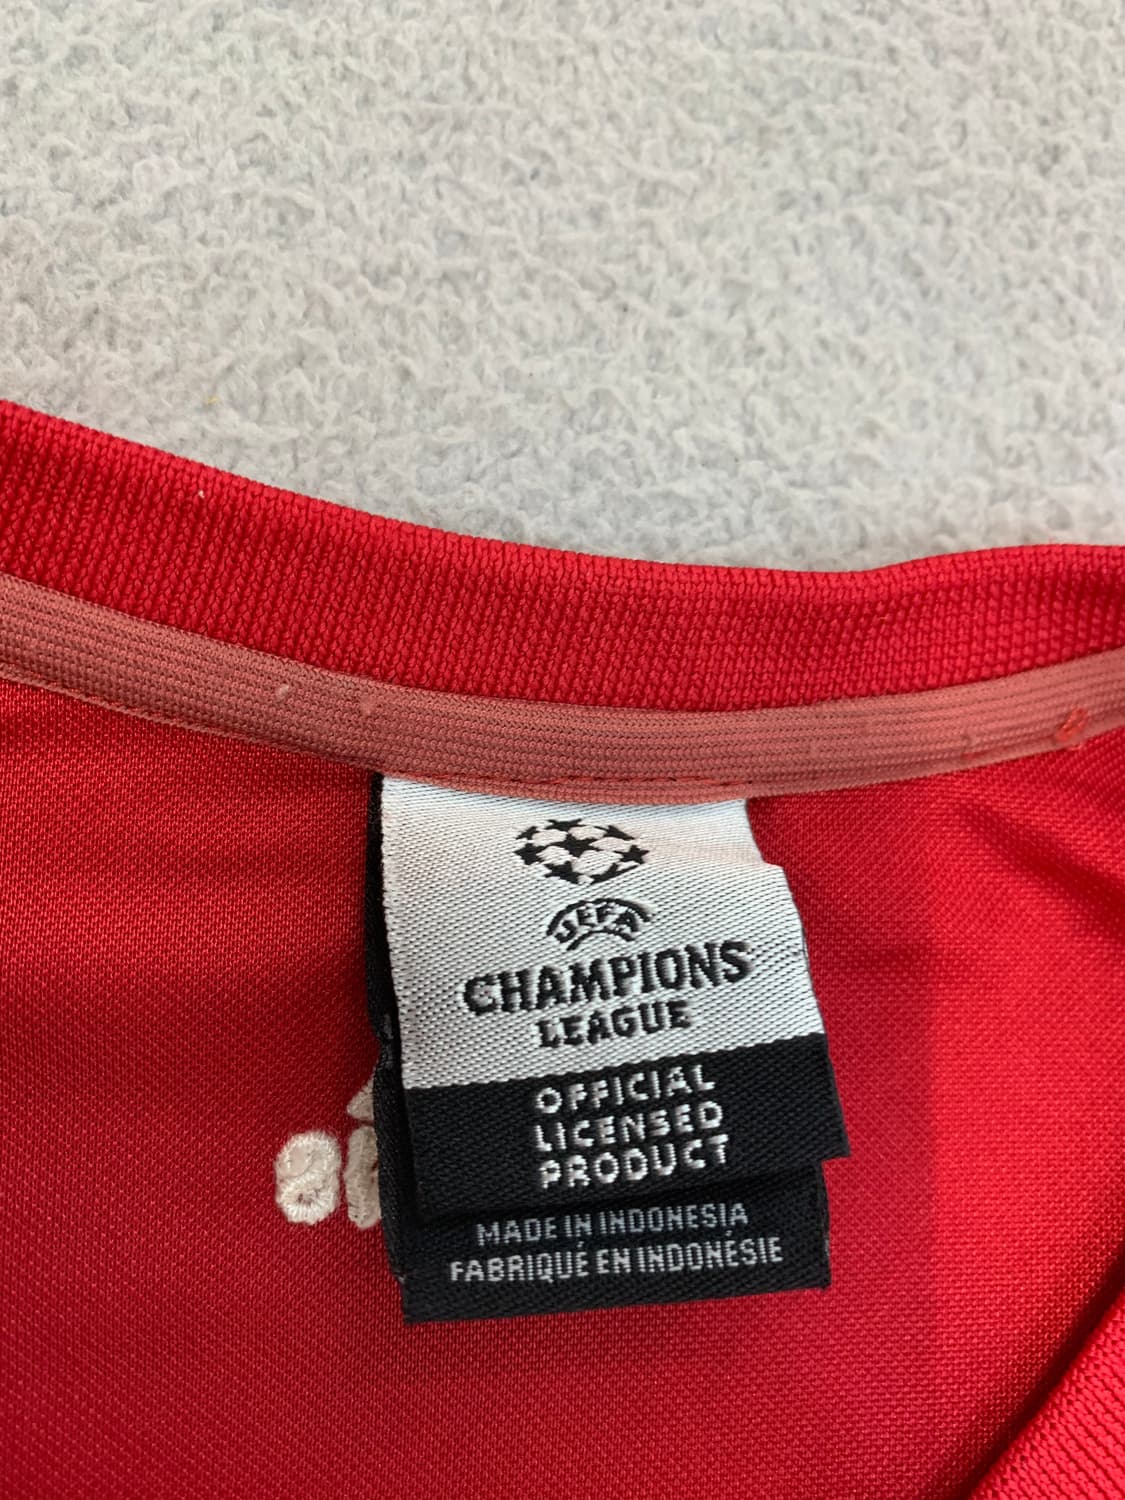 UEFA
CHAMPIONS
LEAGUE
OFFICIAL
LICENSED
PRODUCT
MADE IN INDONESIA
FABRIQUÉ EN INDONÉSIE